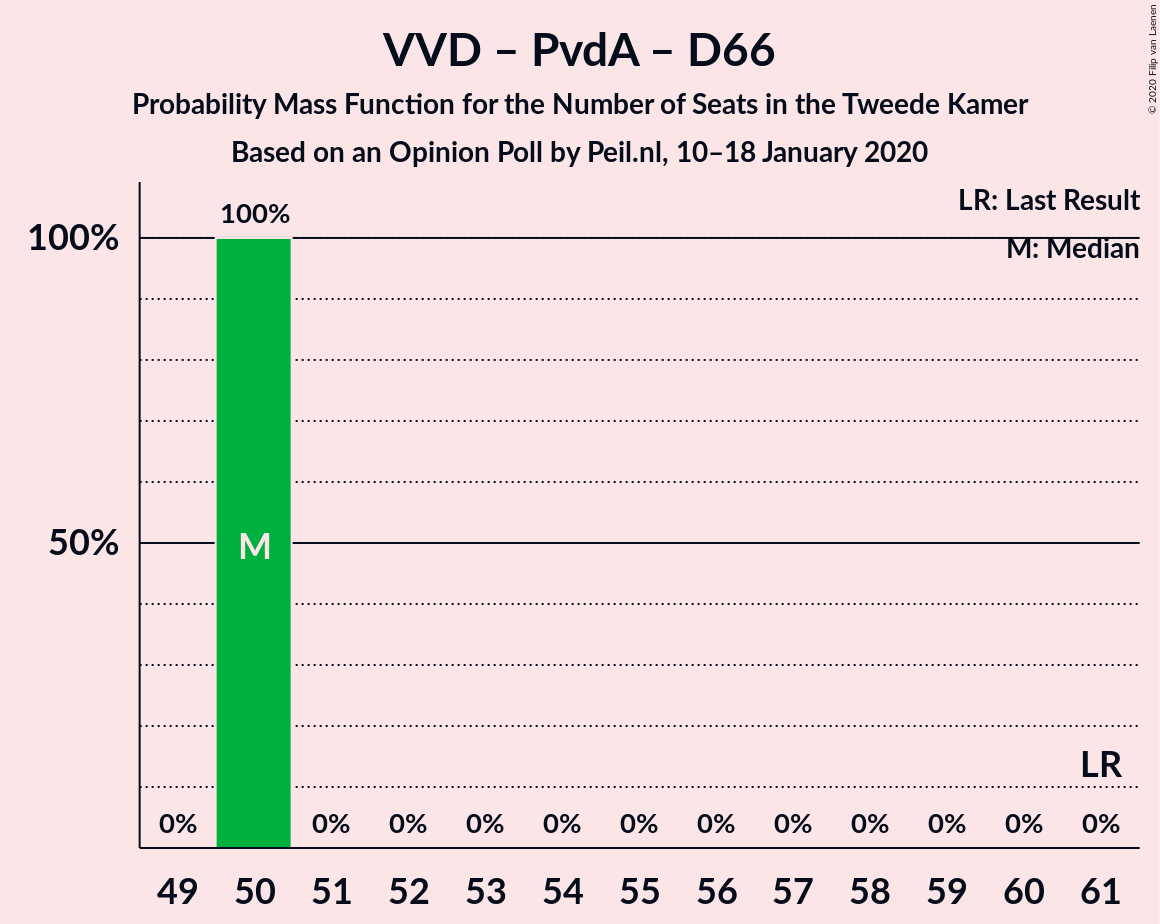 VVD – PvdA – D66
Probability Mass Function for the Number of Seats in the Tweede Kamer
Based on an Opinion Poll by Peil.nl, 10–18 January 2020
© 2020 Filip van Laenen
LR: Last Result
M: Median
100%
100%
50%
M
LR
0% 0% 0% 0% 0% 0% 0% 0% 0% 0% 0% 0%
49 50 51 52 53 54 55 56 57 58 59 60 61